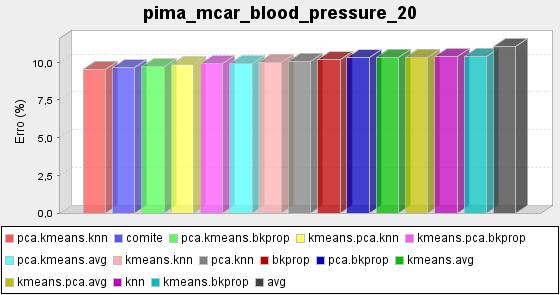 pima_mcar_blood_pressure_20
Erro (%)
10,0
7,5
5,0
2,5
0,0
pca.kmeans.knn comite pca.kmeans.bkprop kmeans.pca.knn kmeans.pca.bkprop
pca.kmeans.avg kmeans.knn pca.knn bkprop pca.bkprop kmeans.avg
kmeans.pca.avg knn kmeans.bkprop avg